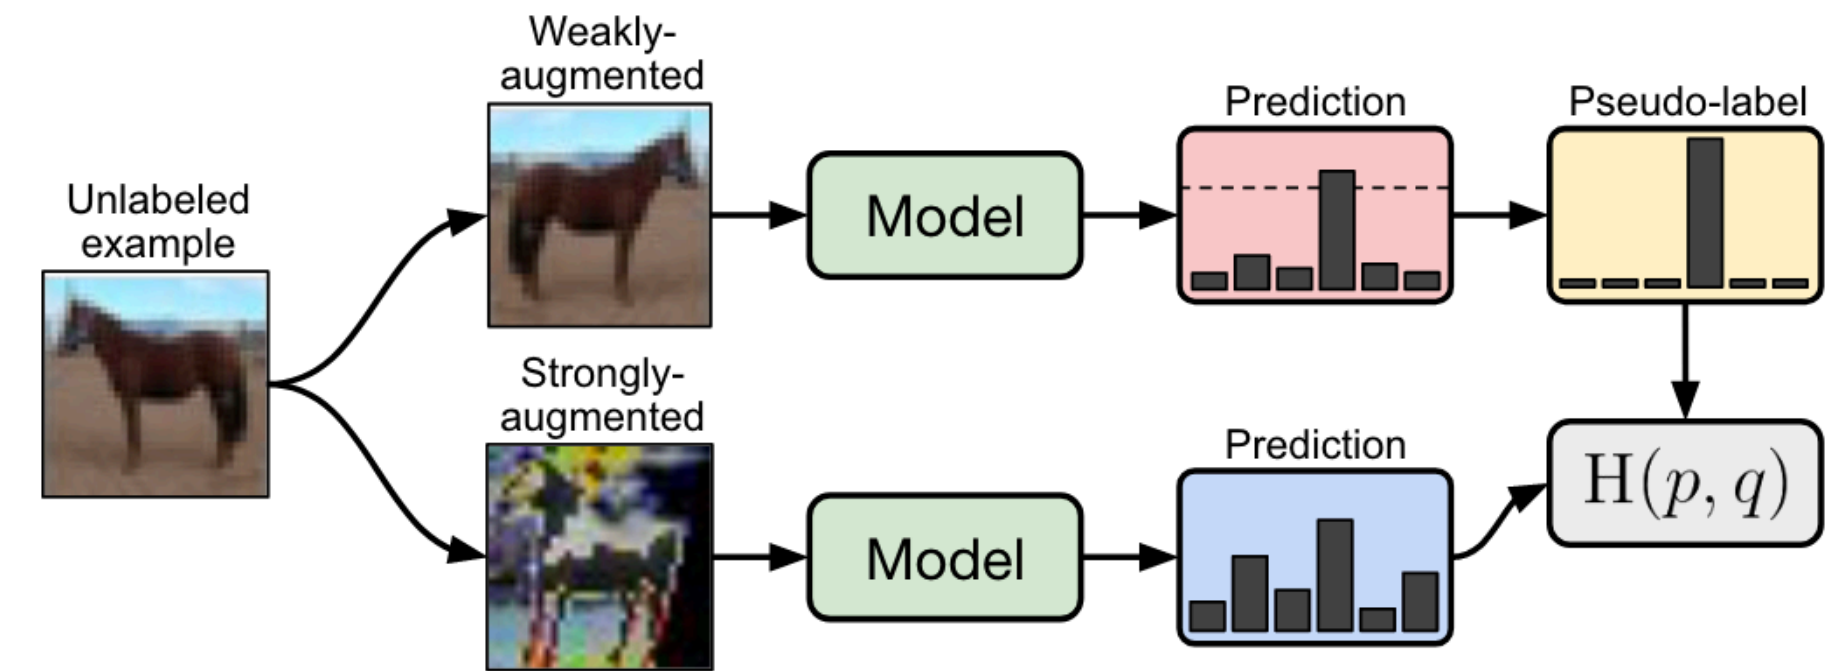 Unlabeled
example
Weakly-
augmented
Model
Prediction
Pseudo-label
Strongly-
augmented
Model
Prediction
H(p, q)